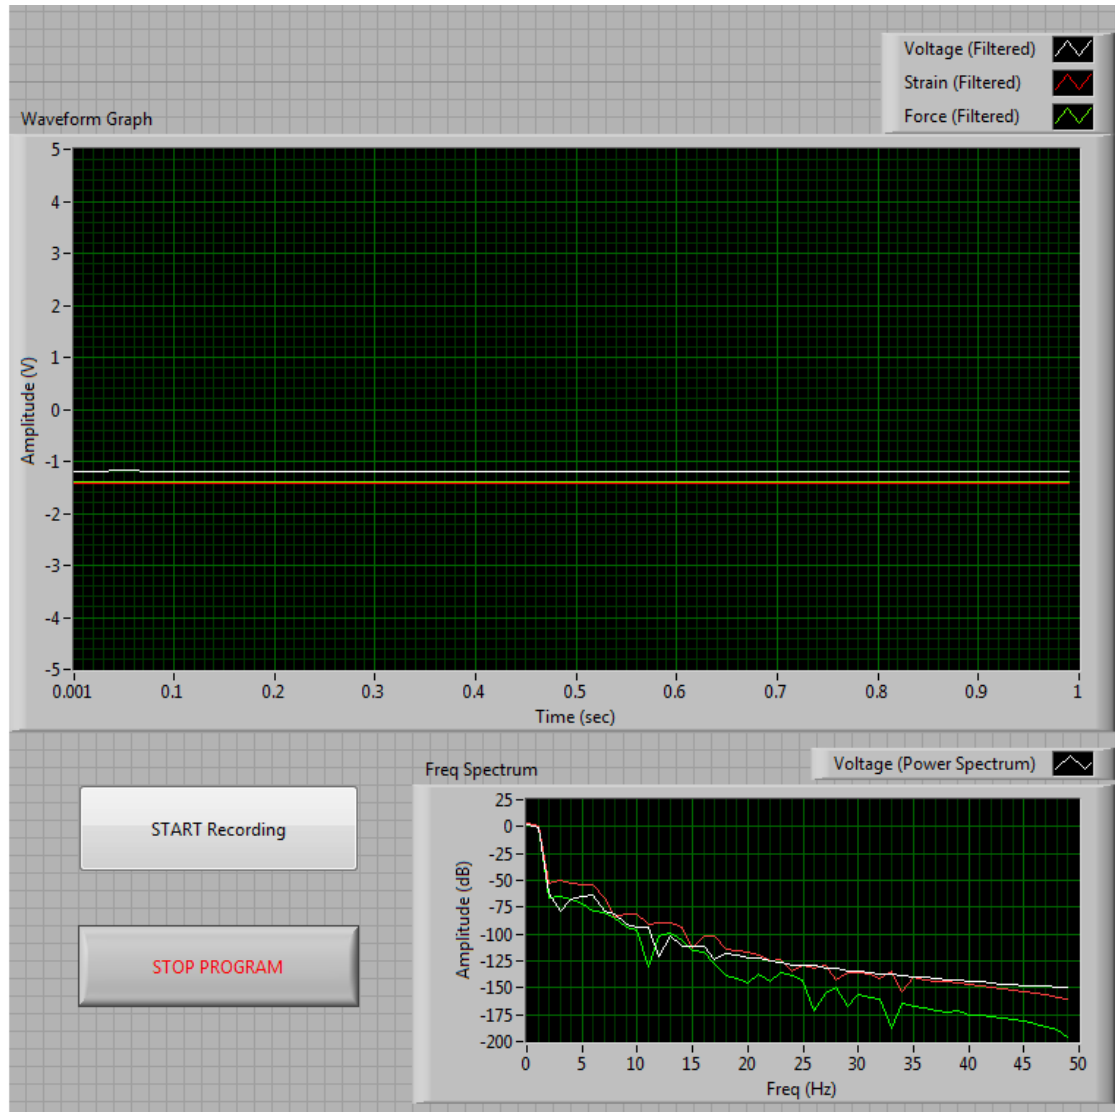 Voltage (Filtered)
Strain (Filtered)
Force (Filtered)
Waveform Graph
5
4
3
2
1
0
-1
-2
-3
-4
-5
Amplitude (V)
0.001 0.1 0.2 0.3 0.4 0.5 0.6 0.7 0.8 0.9 1
Time (sec)
START Recording
STOP PROGRAM
Freq Spectrum
Voltage (Power Spectrum)
25
0
-25
-50
-75
-100
-125
-150
-175
-200
Amplitude (dB)
0 5 10 15 20 25 30 35 40 45 50
Freq (Hz)